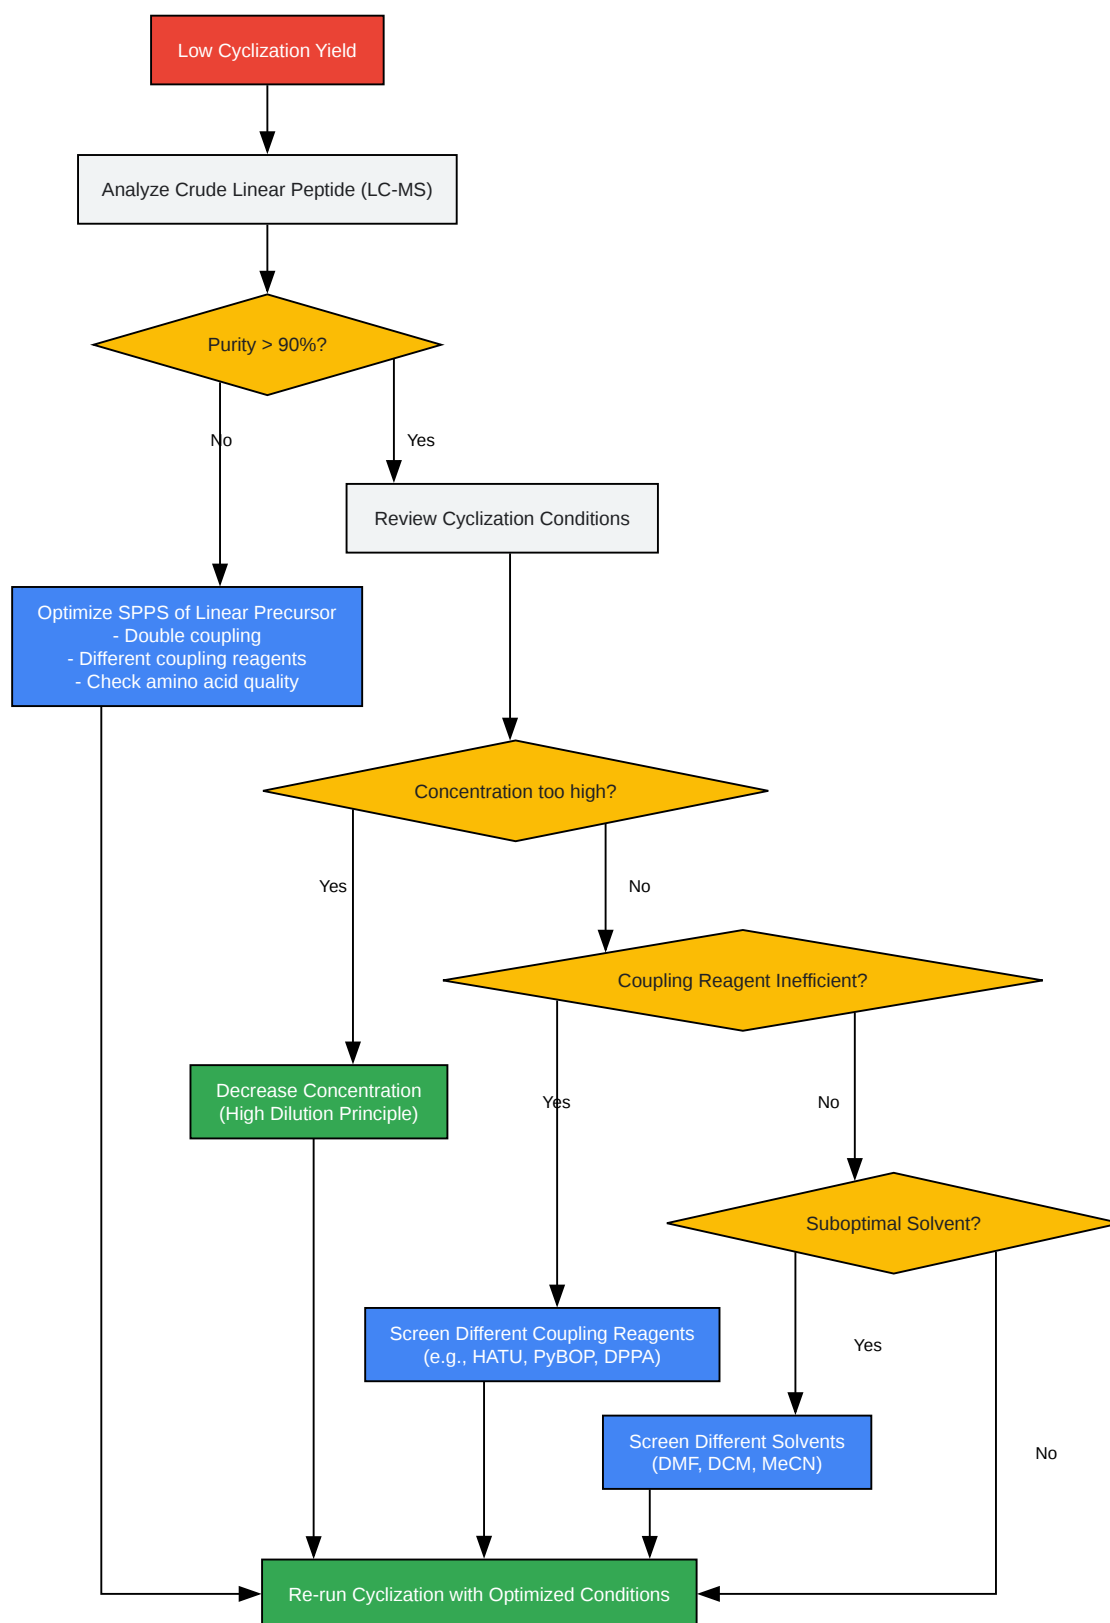 Low Cyclization Yield
Analyze Crude Linear Peptide (LC-MS)
Purity > 90%?
No
Yes
Review Cyclization Conditions
Optimize SPPS of Linear Precursor
- Double coupling
- Different coupling reagents
- Check amino acid quality
Concentration too high?
Yes
No
Coupling Reagent Inefficient?
Decrease Concentration
(High Dilution Principle)
Yes
No
Suboptimal Solvent?
Screen Different Coupling Reagents
(e.g., HATU, PyBOP, DPPA)
Yes
Screen Different Solvents
(DMF, DCM, MeCN)
No
Re-run Cyclization with Optimized Conditions